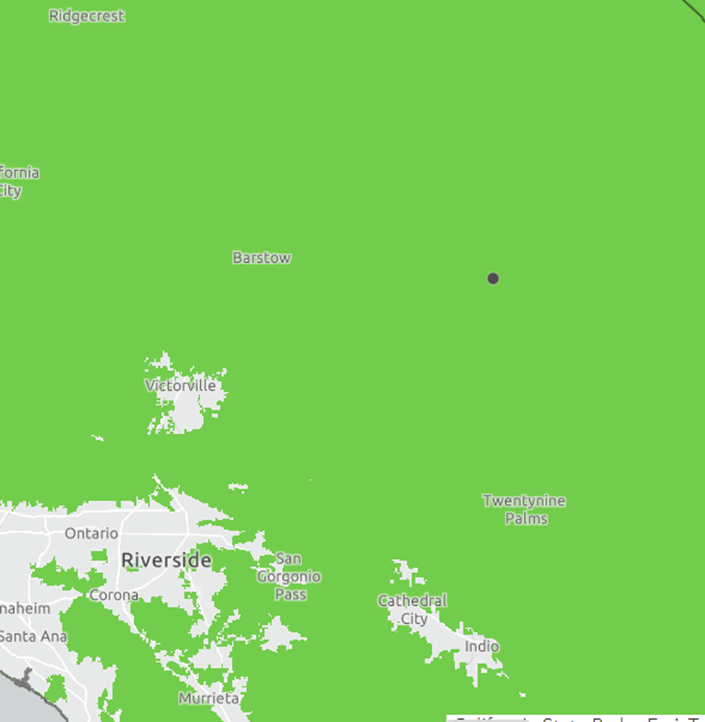 Ridgecrest
fornia
City
Barstow
Victorville
Twentynine
Palms
Ontario
Riverside
San
Gorgonio
Pass
Corona
naheim
Cathedral
City
Santa Ana
Indio
Murrieta